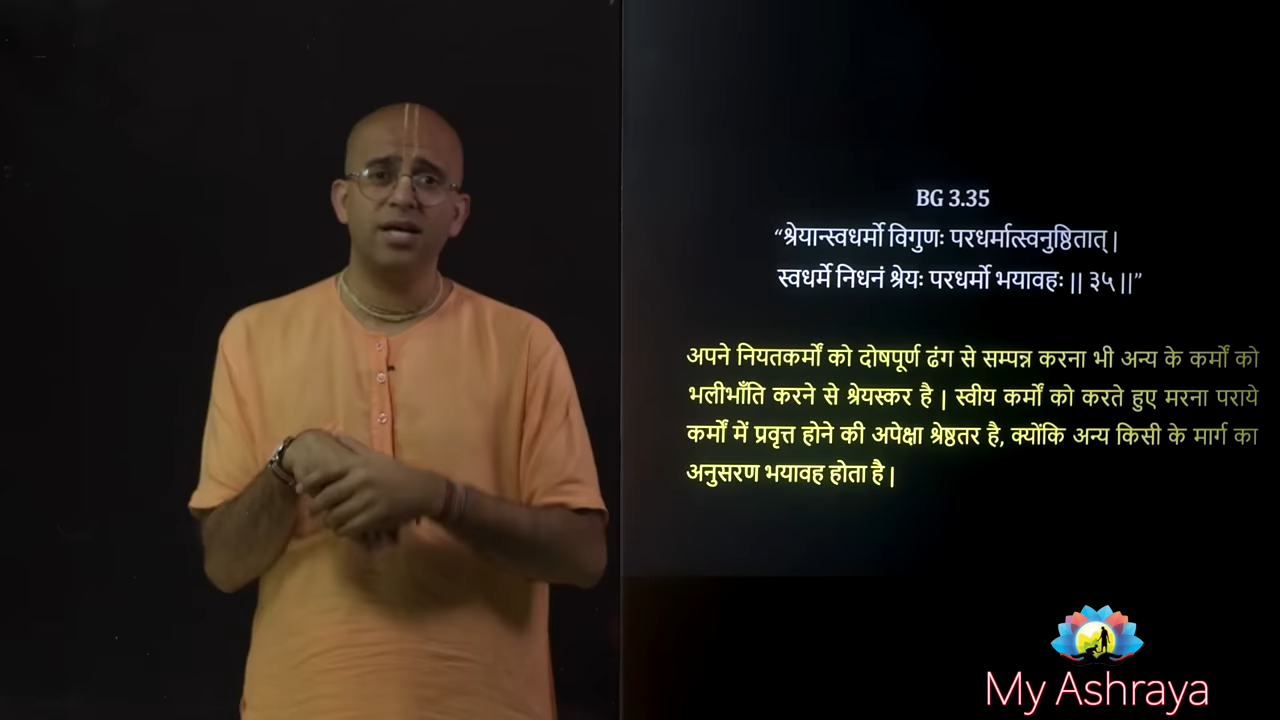 BG 3.35
“श्रेयान्स्वधर्मो विगुणः परधर्मात्स्वनुष्ठितात् |
स्वधर्मे निधनं श्रेयः परधर्मो भयावहः || ३५ ||”
अपने नियतकर्मों को दोषपूर्ण ढंग से सम्पन्न करना भी अन्य के कर्मों को
भलीभाँति करने से श्रेयस्कर है | स्वीय कर्मों को करते हुए मरना पराये
कर्मों में प्रवृत्त होने की अपेक्षा श्रेष्ठतर है, क्योंकि अन्य किसी के मार्ग का
अनुसरण भयावह होता है |
My Ashraya